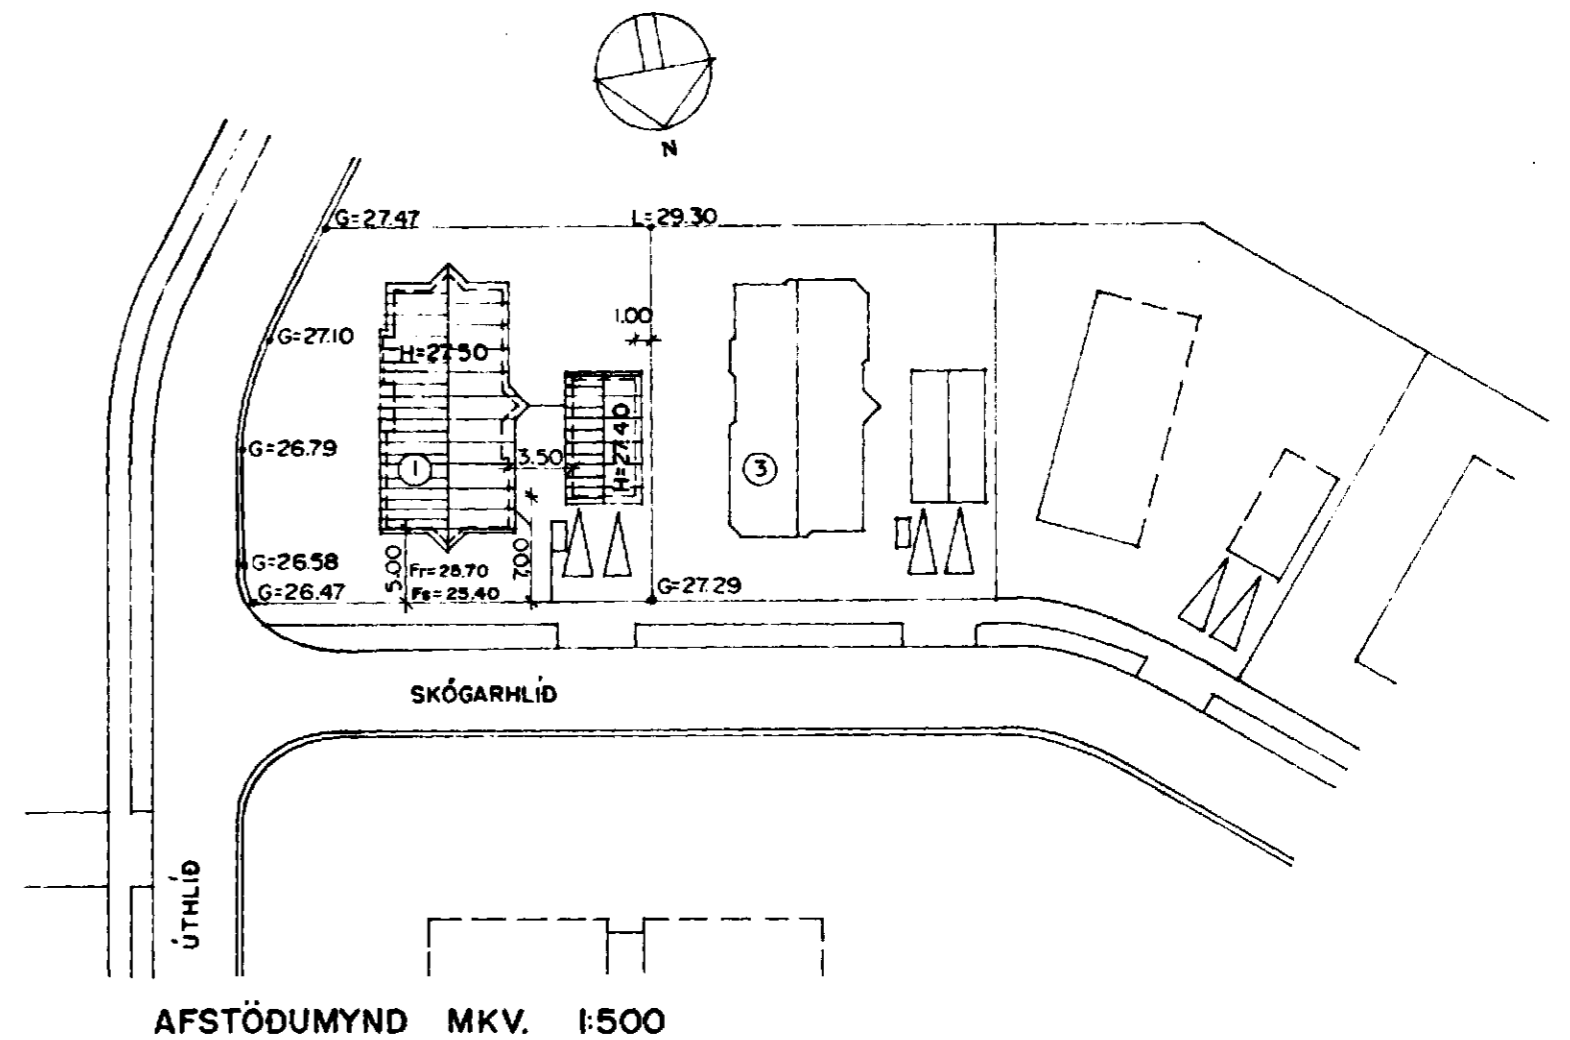 N
G=27.47
L=29.30
1.00
G=27.10
H=27.50
H=27.40
G=26.79
3.50
1
3
G=26.58
5.00
Fr=28.70
7.00
G=26.47
Fs=25.40
G=27.29
SKÓGARHLÍÐ
ÚTHLÍÐ
AFSTÖÐUMYND MKV. 1:500